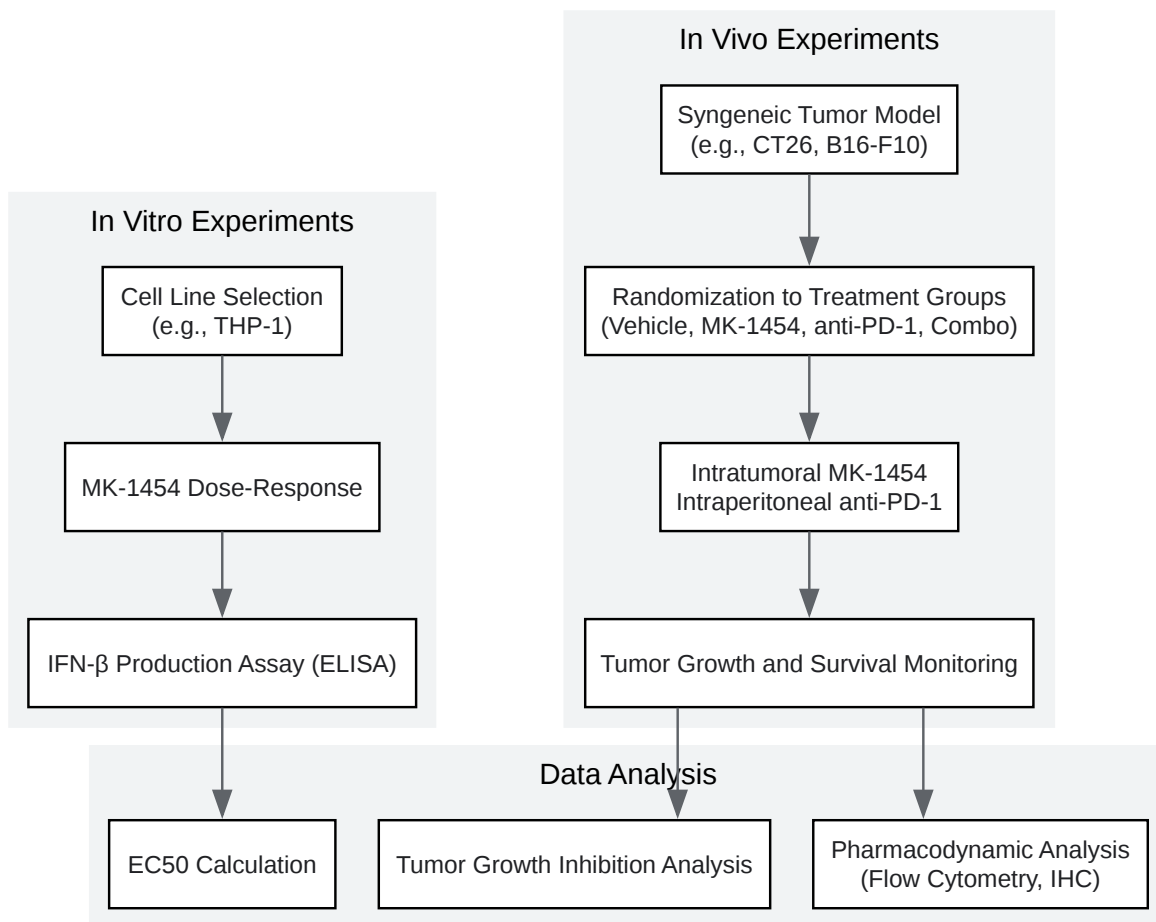 In Vivo Experiments
Syngeneic Tumor Model
(e.g., CT26, B16-F10)
In Vitro Experiments
Cell Line Selection
(e.g., THP-1)
Randomization to Treatment Groups
(Vehicle, MK-1454, anti-PD-1, Combo)
MK-1454 Dose-Response
Intratumoral MK-1454
Intraperitoneal anti-PD-1
IFN-β Production Assay (ELISA)
Tumor Growth and Survival Monitoring
Data Analysis
EC50 Calculation
Tumor Growth Inhibition Analysis
Pharmacodynamic Analysis
(Flow Cytometry, IHC)